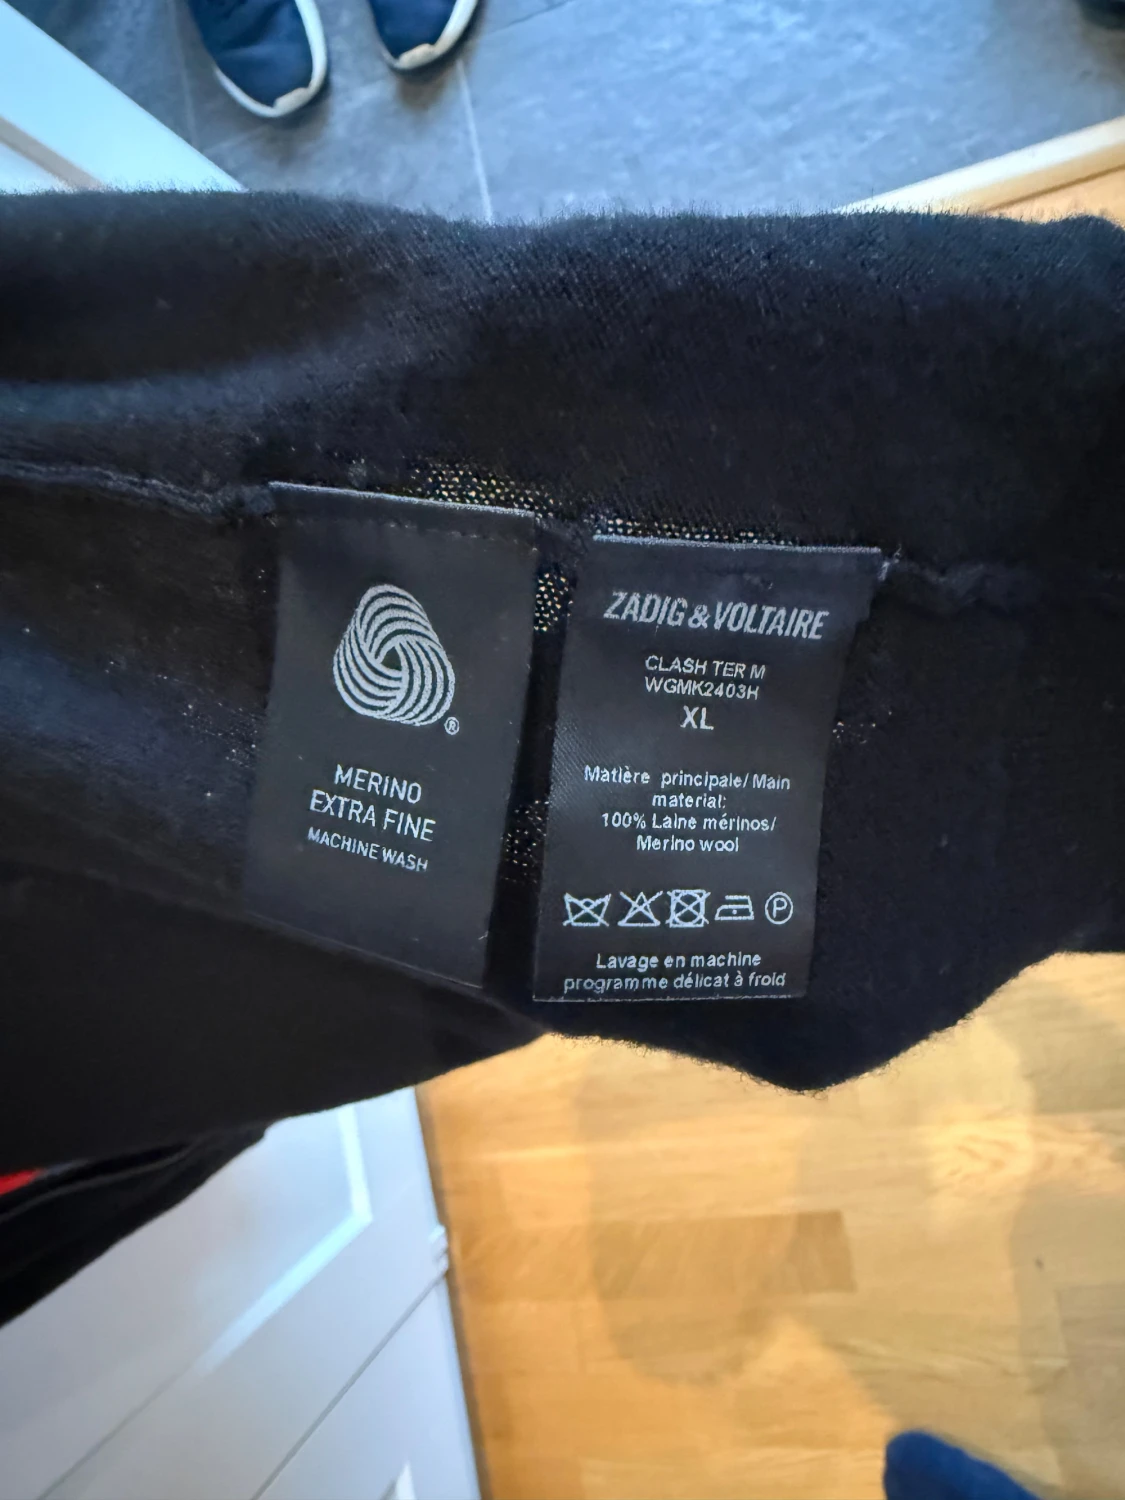 ®
MERINO
EXTRA FINE
MACHINE WASH
ZADIG & VOLTAIRE
CLASH TER M
WGMK2403H
XL
Matière principale/ Main
material:
100% Laine mérinos/
Merino wool
P
Lavage en machine
programme délicat à froid